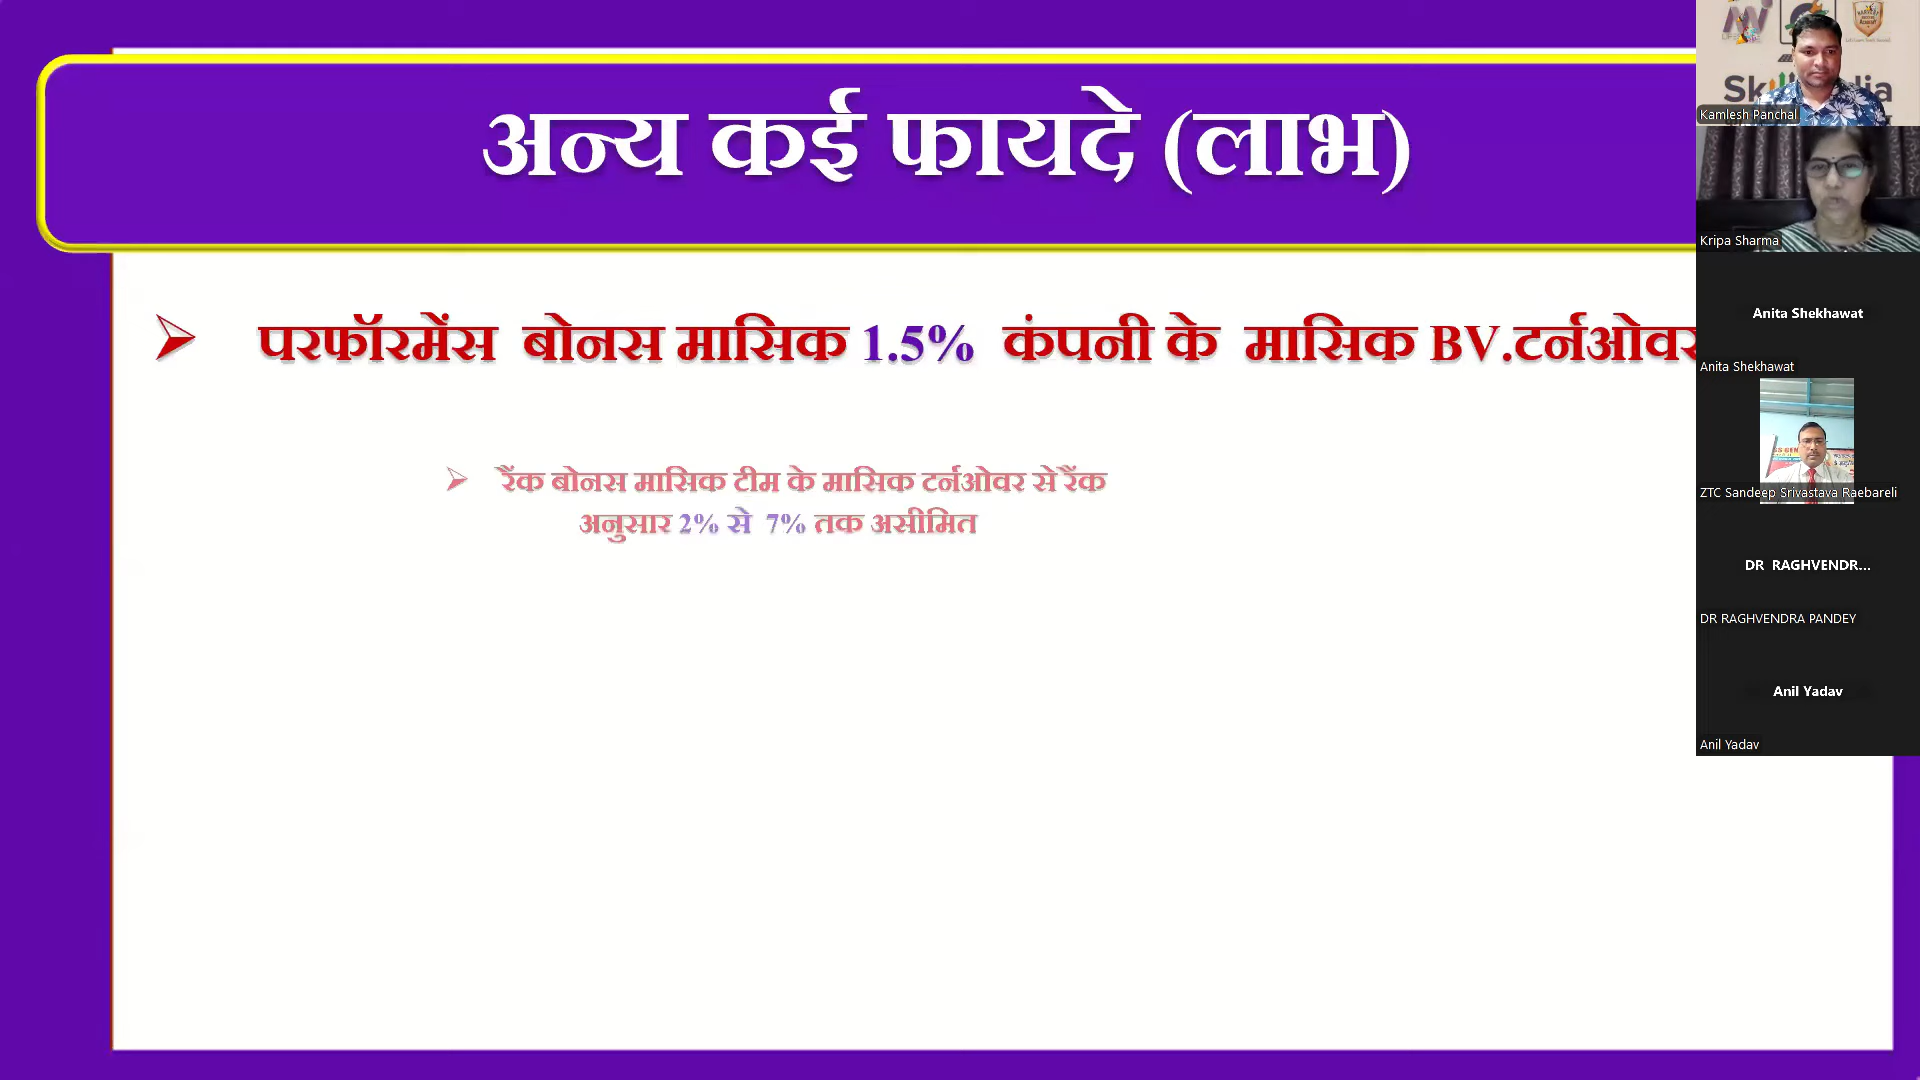 अन्य कई फायदे (लाभ)
➢ परफॉरमेंस बोनस मासिक 1.5% कंपनी के मासिक BV.टर्नओवर
➢ रैंक बोनस मासिक टीम के मासिक टर्नओवर से रैंक
अनुसार 2% से 7% तक असीमित
Kamlesh Panchal
Kripa Sharma
Anita Shekhawat
Anita Shekhawat
ZTC Sandeep Srivastava Raebareli
DR RAGHVENDR...
DR RAGHVENDRA PANDEY
Anil Yadav
Anil Yadav